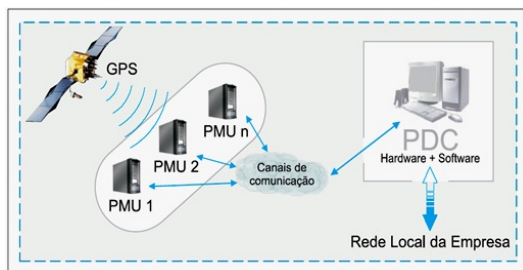 GPS
PMU n
PMU 2
PMU 1
Canais de
comunicação
PDC
Hardware + Software
Rede Local da Empresa